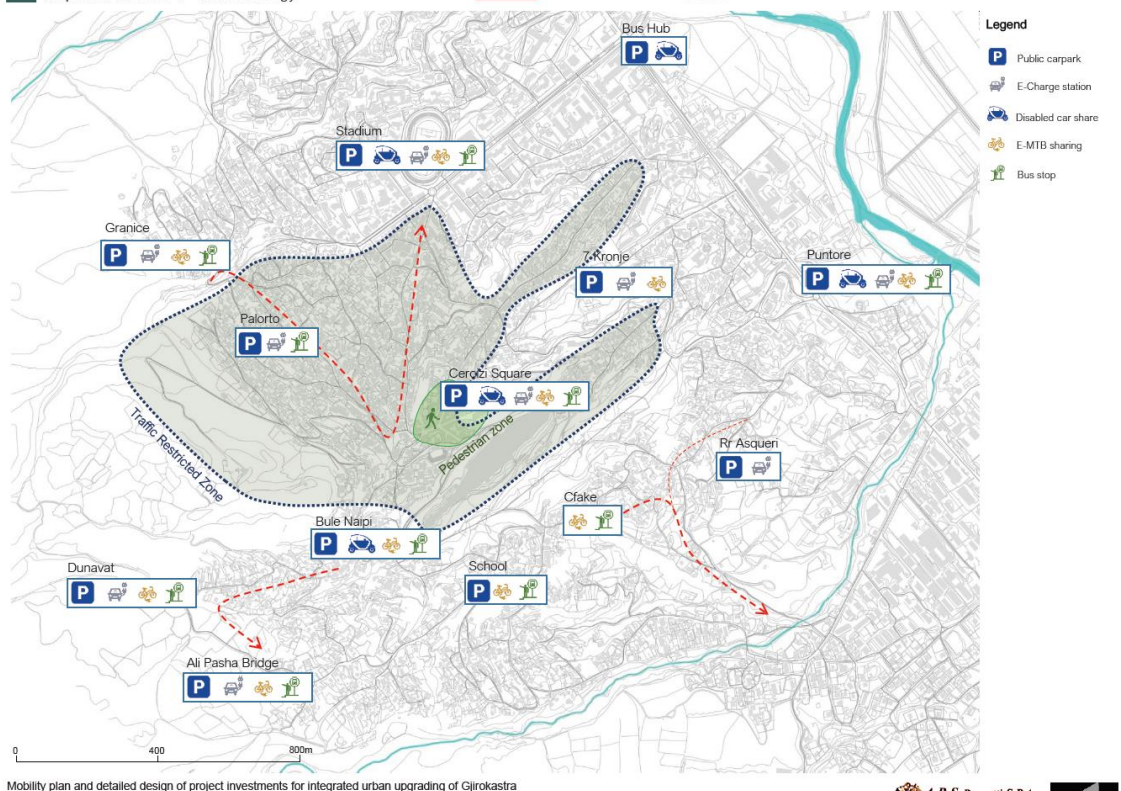 Bus Hub
P
Legend
P Public carpark
E-Charge station
Disabled car share
E-MTB sharing
Bus stop
Stadium
P
Granice
P
7 Kronje
P
Puntore
P
Palorto
P
Cerqizi Square
P
Traffic Restricted Zone
Pedestrian zone
Rr Asqueri
P
Cfake
Bule Naipi
P
Dunavat
P
School
P
Ali Pasha Bridge
P
0 400 800m
Mobility plan and detailed design of project investments for integrated urban upgrading of Gjirokastra